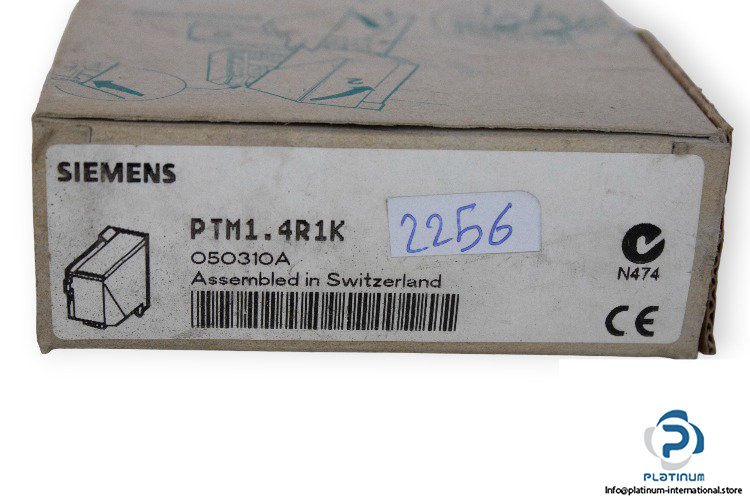 SIEMENS
PTM1.4R1K
2256
050310A
Assembled in Switzerland
N474
CE
PLATINUM
Info@platinum-international.store